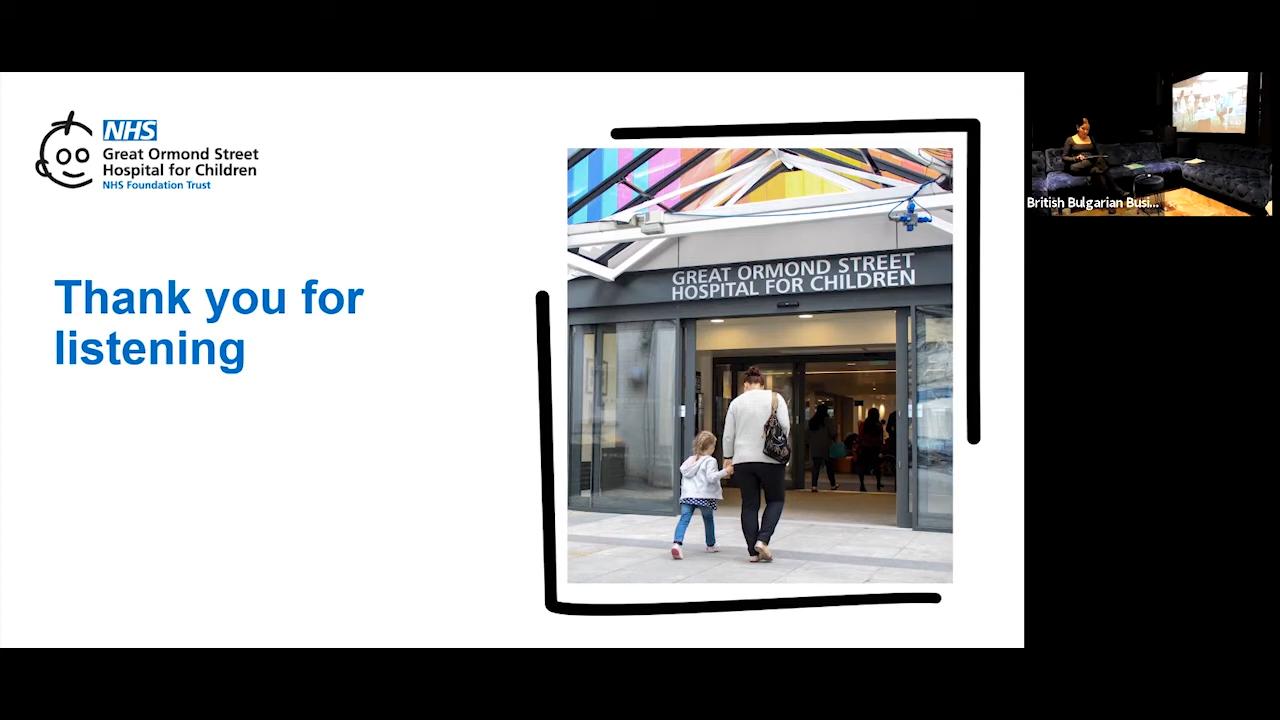 NHS
Great Ormond Street
Hospital for Children
NHS Foundation Trust
Thank you for
listening
GREAT ORMOND STREET
HOSPITAL FOR CHILDREN
British Bulgarian Busi...